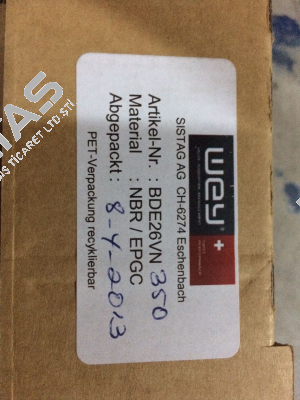 wey
SISTAG AG CH-6274 Eschenbach
Artikel-Nr. : BDE26VN 350
Material : NBR / EPGC
Abgepackt : 8-4-2013
PET-Verpackung recyklierbar